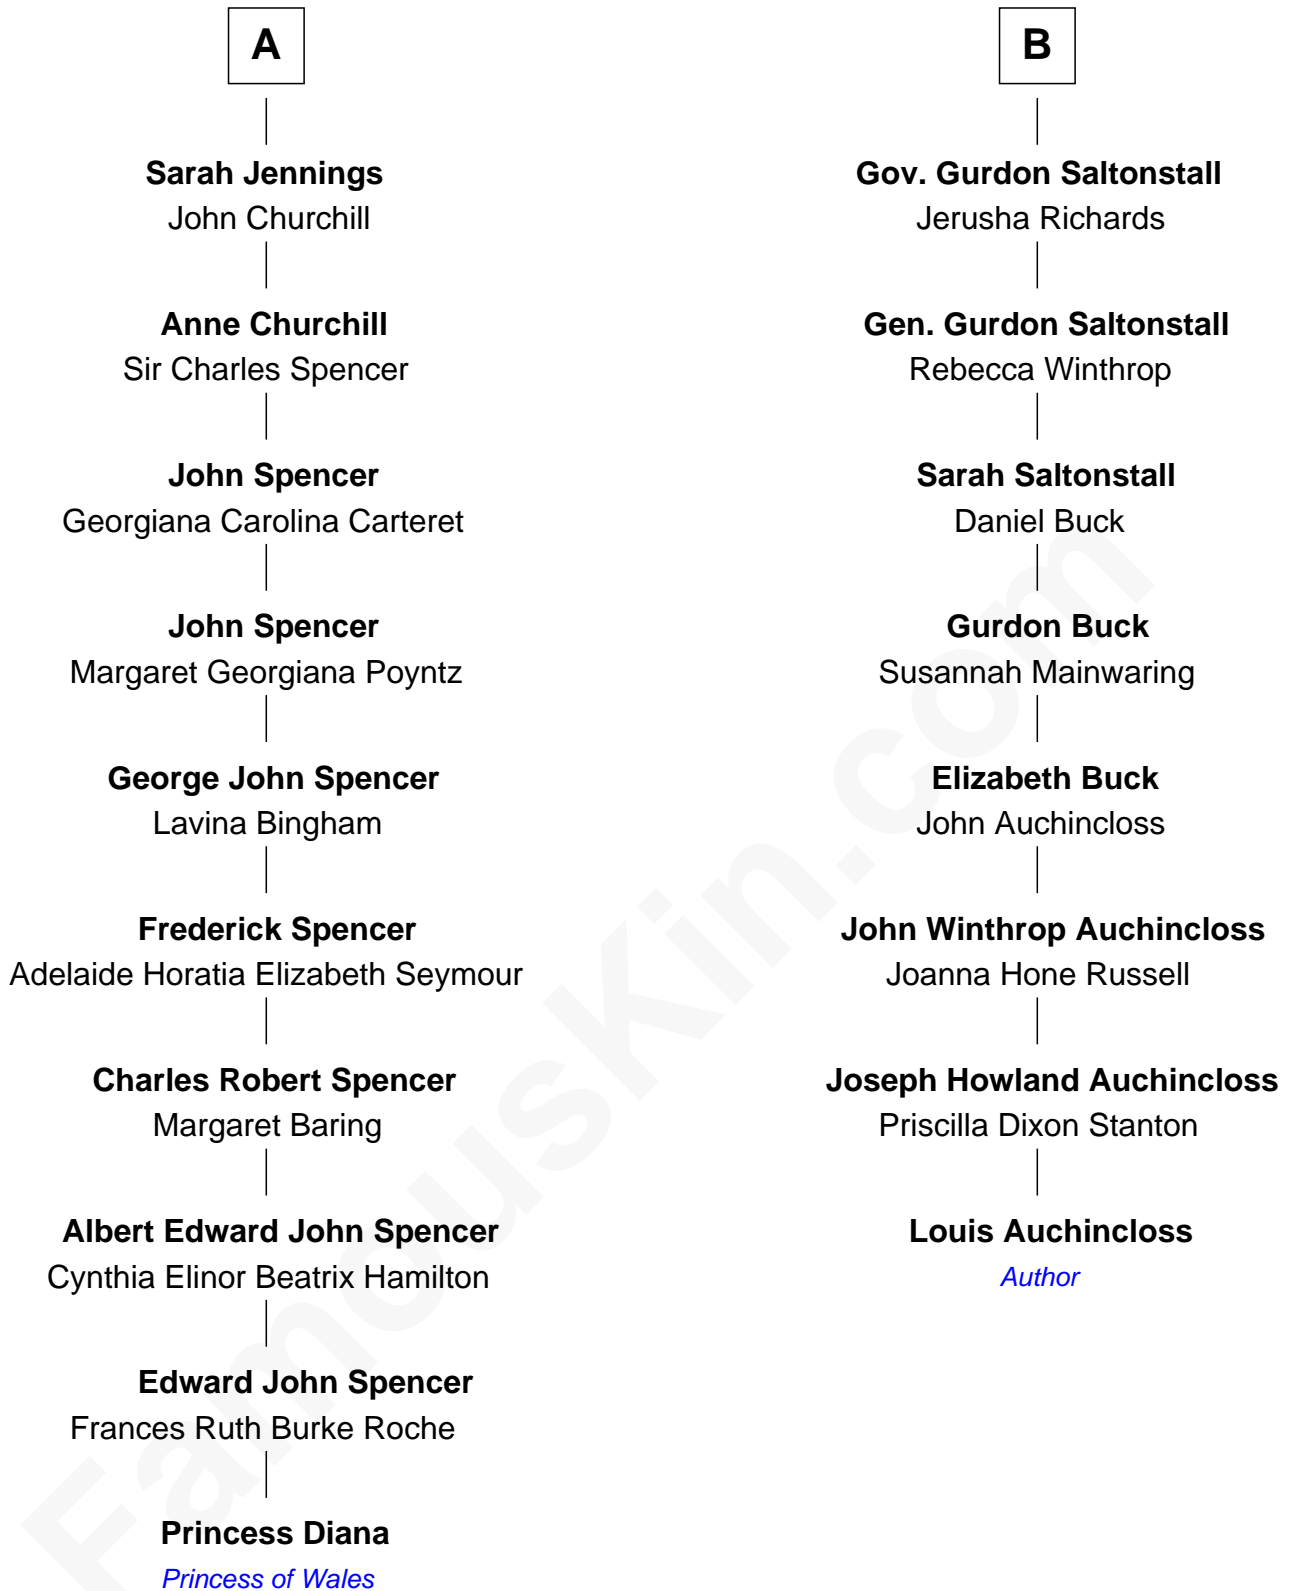 A
Sarah Jennings
John Churchill
Anne Churchill
Sir Charles Spencer
John Spencer
Georgiana Carolina Carteret
John Spencer
Margaret Georgiana Poyntz
George John Spencer
Lavina Bingham
Frederick Spencer
Adelaide Horatia Elizabeth Seymour
Charles Robert Spencer
Margaret Baring
Albert Edward John Spencer
Cynthia Elinor Beatrix Hamilton
Edward John Spencer
Frances Ruth Burke Roche
Princess Diana
Princess of Wales
B
Gov. Gurdon Saltonstall
Jerusha Richards
Gen. Gurdon Saltonstall
Rebecca Winthrop
Sarah Saltonstall
Daniel Buck
Gurdon Buck
Susannah Mainwaring
Elizabeth Buck
John Auchincloss
John Winthrop Auchincloss
Joanna Hone Russell
Joseph Howland Auchincloss
Priscilla Dixon Stanton
Louis Auchincloss
Author
FamousKin.com